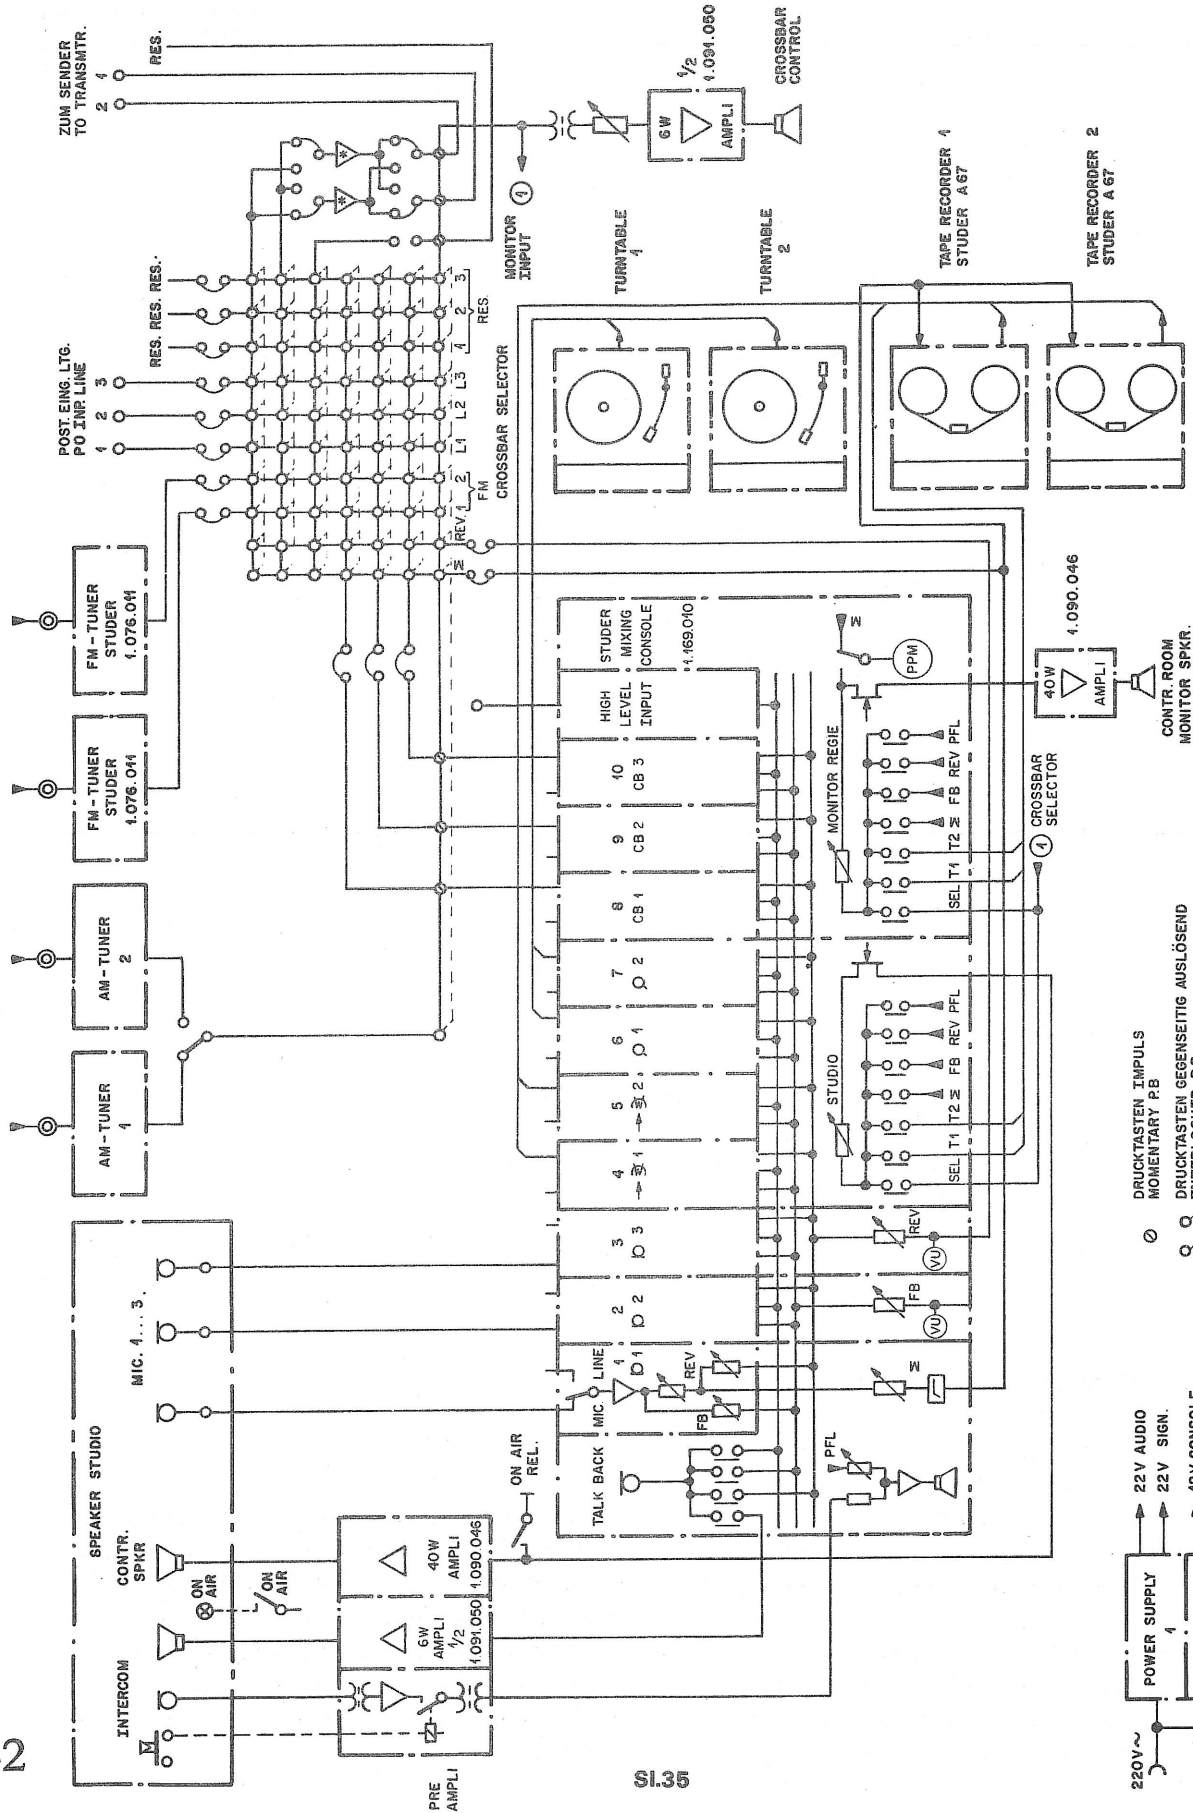 2
SPEAKER STUDIO
INTERCOM
CONTR.
SPKR
ON
AIR
ON
AIR
MIC. 1...3.
PRE
AMPLI
6W
AMPLI
1/2
1.091.050
40W
AMPLI
1.090.046
ON AIR
REL.
AM-TUNER
1
AM-TUNER
2
FM-TUNER
STUDER
1.076.011
FM-TUNER
STUDER
1.076.011
POST. EING. LTG.
PO INP. LINE
1
2
3
RES.
RES.
RES.
ZUM SENDER
TO TRANSMTR.
2
1
RES.
Σ
REV.
1
2
FM
L1
L2
L3
1
2
3
RES.
CROSSBAR SELECTOR
MONITOR
INPUT
1
6W
AMPLI
1/2
1.091.050
CROSSBAR
CONTROL
TURNTABLE
1
TURNTABLE
2
TAPE RECORDER 1
STUDER A67
TAPE RECORDER 2
STUDER A67
TALK BACK
MIC.
LINE
1
1
2
2
3
3
4
1
5
2
6
1
7
2
8
CB 1
9
CB 2
10
CB 3
HIGH
LEVEL
INPUT
STUDER
MIXING
CONSOLE
1.169.010
FB
REV
PFL
Σ
FB
VU
REV
VU
STUDIO
SEL
T1
T2
Σ
FB
REV
PFL
MONITOR REGIE
SEL
T1
T2
Σ
FB
REV
PFL
PPM
Σ
1
CROSSBAR
SELECTOR
40W
AMPLI
1.090.046
CONTR. ROOM
MONITOR SPKR.
220V~
POWER SUPPLY
1
22V AUDIO
22V SIGN.
DRUCKTASTEN IMPULS
MOMENTARY P.B
DRUCKTASTEN GEGENSEITIG AUSLÖSEND
SI.35